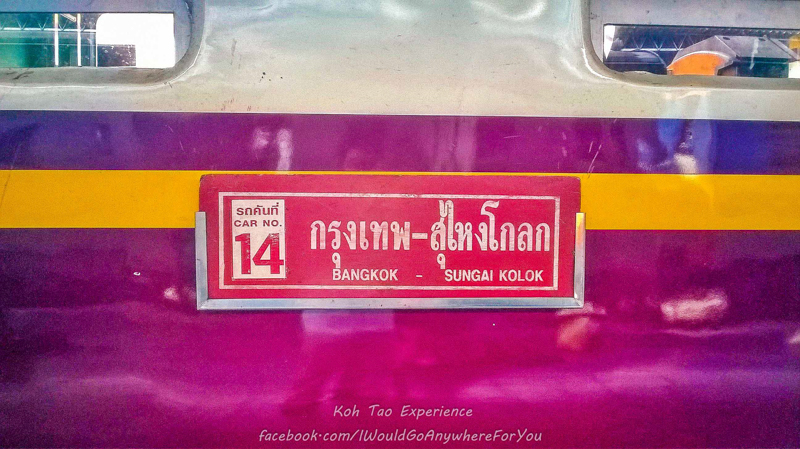 รถคันที่
CAR NO.
14
กรุงเทพ-สุไหงโกลก
BANGKOK - SUNGAI KOLOK
Koh Tao Experience
facebook.com/IWouldGoAnywhereForYou